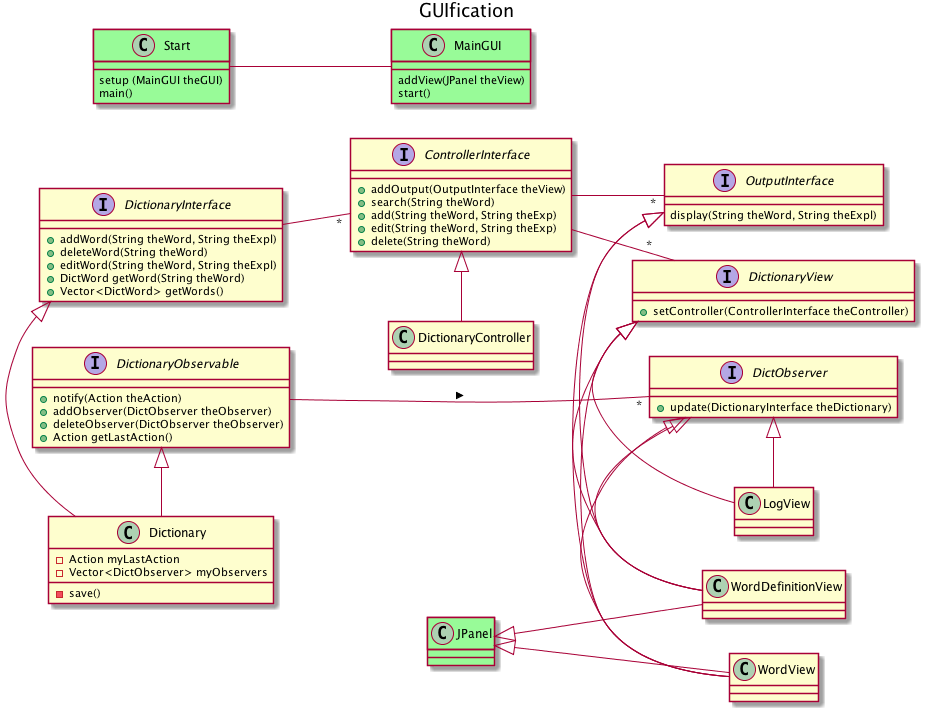 GUIfication
C Start
setup (MainGUI theGUI)
main()
C MainGUI
addView(JPanel theView)
start()
I ControllerInterface
addOutput(OutputInterface theView)
search(String theWord)
add(String theWord, String theExp)
edit(String theWord, String theExp)
delete(String theWord)
I OutputInterface
display(String theWord, String theExpl)
*
I DictionaryInterface
addWord(String theWord, String theExpl)
deleteWord(String theWord)
editWord(String theWord, String theExpl)
DictWord getWord(String theWord)
Vector<DictWord> getWords()
*
*
I DictionaryView
setController(ControllerInterface theController)
C DictionaryController
I DictionaryObservable
notify(Action theAction)
addObserver(DictObserver theObserver)
deleteObserver(DictObserver theObserver)
Action getLastAction()
*
I DictObserver
update(DictionaryInterface theDictionary)
C LogView
C Dictionary
Action myLastAction
Vector<DictObserver> myObservers
save()
C WordDefinitionView
C JPanel
C WordView